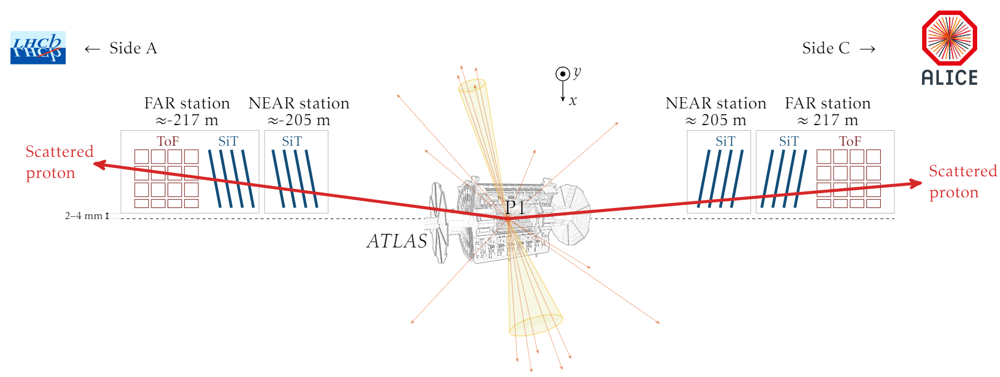 LHCb
← Side A
Side C →
ALICE
y
x
FAR station
≈-217 m
NEAR station
≈-205 m
NEAR station
≈ 205 m
FAR station
≈ 217 m
ToF
SiT
SiT
SiT
SiT
ToF
Scattered
proton
Scattered
proton
P1
2–4 mm
ATLAS